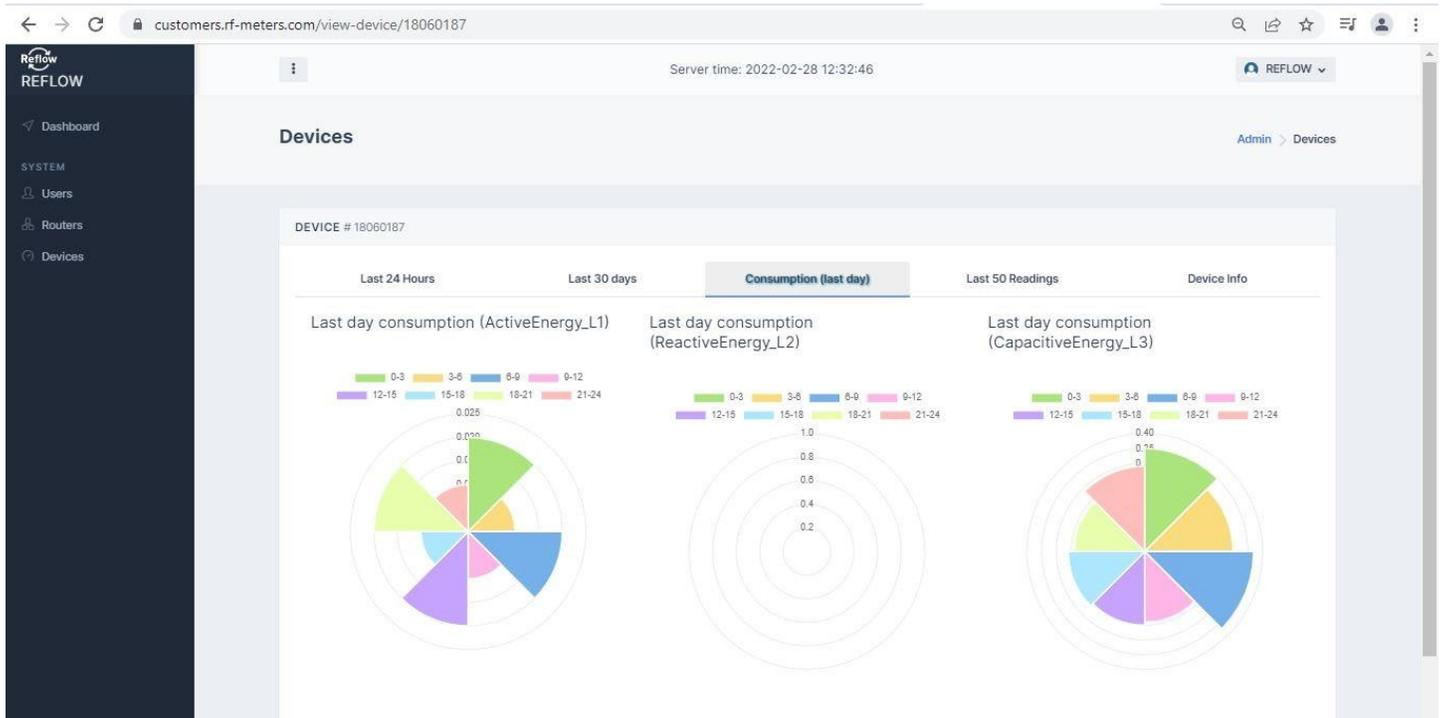 customers.rf-meters.com/view-device/18060187
Reflow
REFLOW
Server time: 2022-02-28 12:32:46
REFLOW
Dashboard
Devices
Admin > Devices
SYSTEM
Users
Routers
Devices
DEVICE # 18060187
Last 24 Hours
Last 30 days
Consumption (last day)
Last 50 Readings
Device Info
Last day consumption (ActiveEnergy_L1)
0-3 3-6 6-9 9-12
12-15 15-18 18-21 21-24
0.025
0.020
Last day consumption
(ReactiveEnergy_L2)
0-3 3-6 6-9 9-12
12-15 15-18 18-21 21-24
1.0
0.8
0.6
0.4
0.2
Last day consumption
(CapacitiveEnergy_L3)
0-3 3-6 6-9 9-12
12-15 15-18 18-21 21-24
0.40
0.35